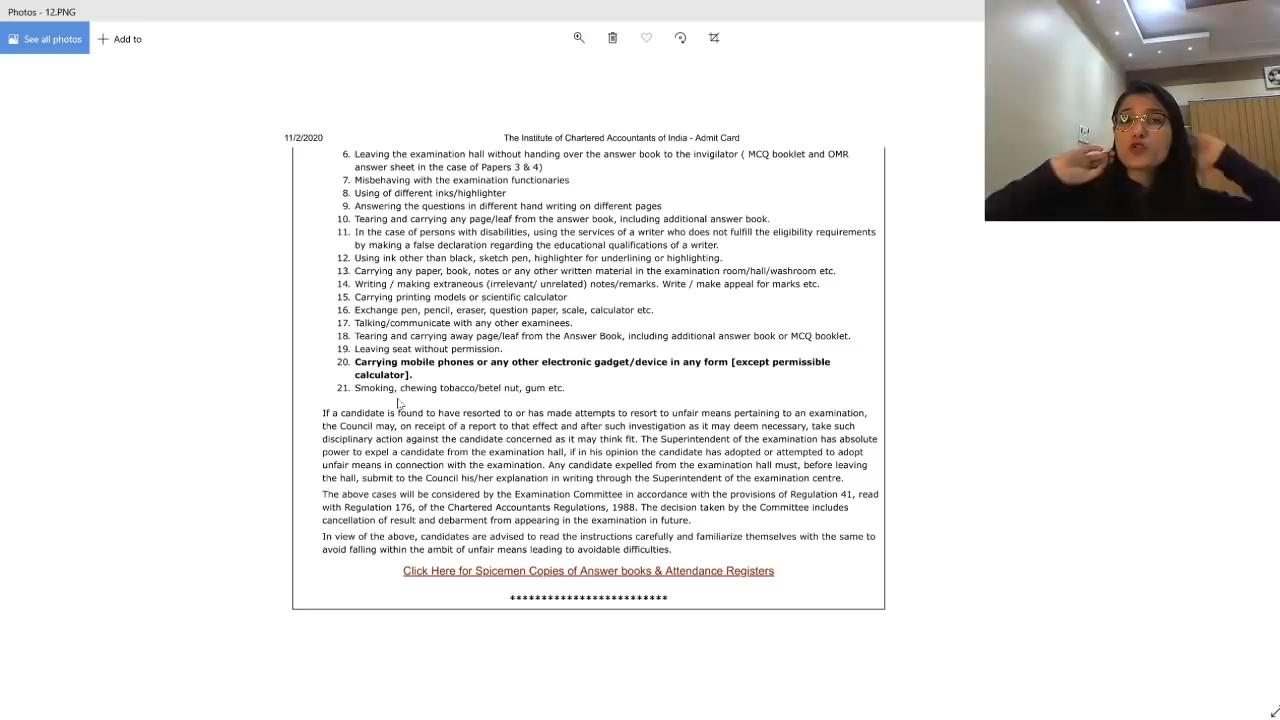 Photos - 12.PNG
See all photos
Add to
11/2/2020
The Institute of Chartered Accountants of India - Admit Card
6. Leaving the examination hall without handing over the answer book to the invigilator ( MCQ booklet and OMR
answer sheet in the case of Papers 3 & 4)
7. Misbehaving with the examination functionaries
8. Using of different inks/highlighter
9. Answering the questions in different hand writing on different pages
10. Tearing and carrying any page/leaf from the answer book, including additional answer book.
11. In the case of persons with disabilities, using the services of a writer who does not fulfill the eligibility requirements
by making a false declaration regarding the educational qualifications of a writer.
12. Using ink other than black, sketch pen, highlighter for underlining or highlighting.
13. Carrying any paper, book, notes or any other written material in the examination room/hall/washroom etc.
14. Writing / making extraneous (irrelevant/ unrelated) notes/remarks. Write / make appeal for marks etc.
15. Carrying printing models or scientific calculator
16. Exchange pen, pencil, eraser, question paper, scale, calculator etc.
17. Talking/communicate with any other examinees.
18. Tearing and carrying away page/leaf from the Answer Book, including additional answer book or MCQ booklet.
19. Leaving seat without permission.
20. Carrying mobile phones or any other electronic gadget/device in any form [except permissible
calculator].
21. Smoking, chewing tobacco/betel nut, gum etc.
If a candidate is found to have resorted to or has made attempts to resort to unfair means pertaining to an examination,
the Council may, on receipt of a report to that effect and after such investigation as it may deem necessary, take such
disciplinary action against the candidate concerned as it may think fit. The Superintendent of the examination has absolute
power to expel a candidate from the examination hall, if in his opinion the candidate has adopted or attempted to adopt
unfair means in connection with the examination. Any candidate expelled from the examination hall must, before leaving
the hall, submit to the Council his/her explanation in writing through the Superintendent of the examination centre.
The above cases will be considered by the Examination Committee in accordance with the provisions of Regulation 41, read
with Regulation 176, of the Chartered Accountants Regulations, 1988. The decision taken by the Committee includes
cancellation of result and debarment from appearing in the examination in future.
In view of the above, candidates are advised to read the instructions carefully and familiarize themselves with the same to
avoid falling within the ambit of unfair means leading to avoidable difficulties.
Click Here for Spicemen Copies of Answer books & Attendance Registers
*************************